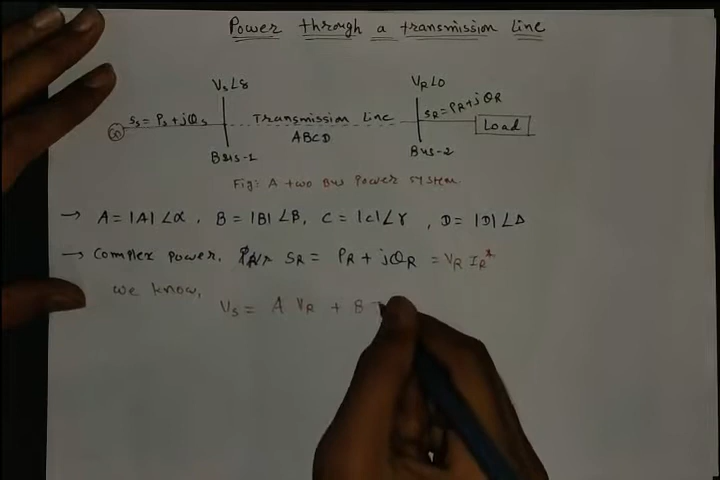 Power through a transmission Line
Vs∠δ
VR∠0
Ss = Ps + jQs
SR = PR + jQR
Transmission Line
Load
ABCD
Bus-1
Bus-2
Fig: A two Bus Power System
→ A = |A| ∠α, B = |B| ∠β, C = |C| ∠γ, D = |D| ∠Δ
→ Complex power, SR = PR + jQR = VR IR*
we know,
Vs = A VR + B